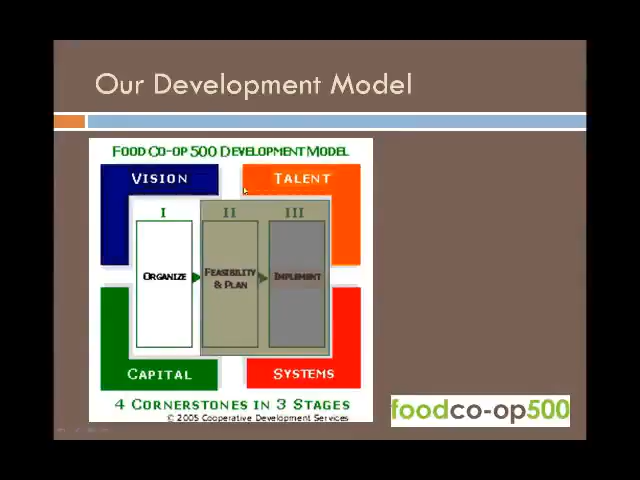 Our Development Model
FOOD CO-OP 500 DEVELOPMENT MODEL
VISION
TALENT
I
II
III
ORGANIZE
FEASIBILITY
& PLAN
IMPLEMENT
CAPITAL
SYSTEMS
4 CORNERSTONES IN 3 STAGES
© 2005 Cooperative Development Services
foodco-op500